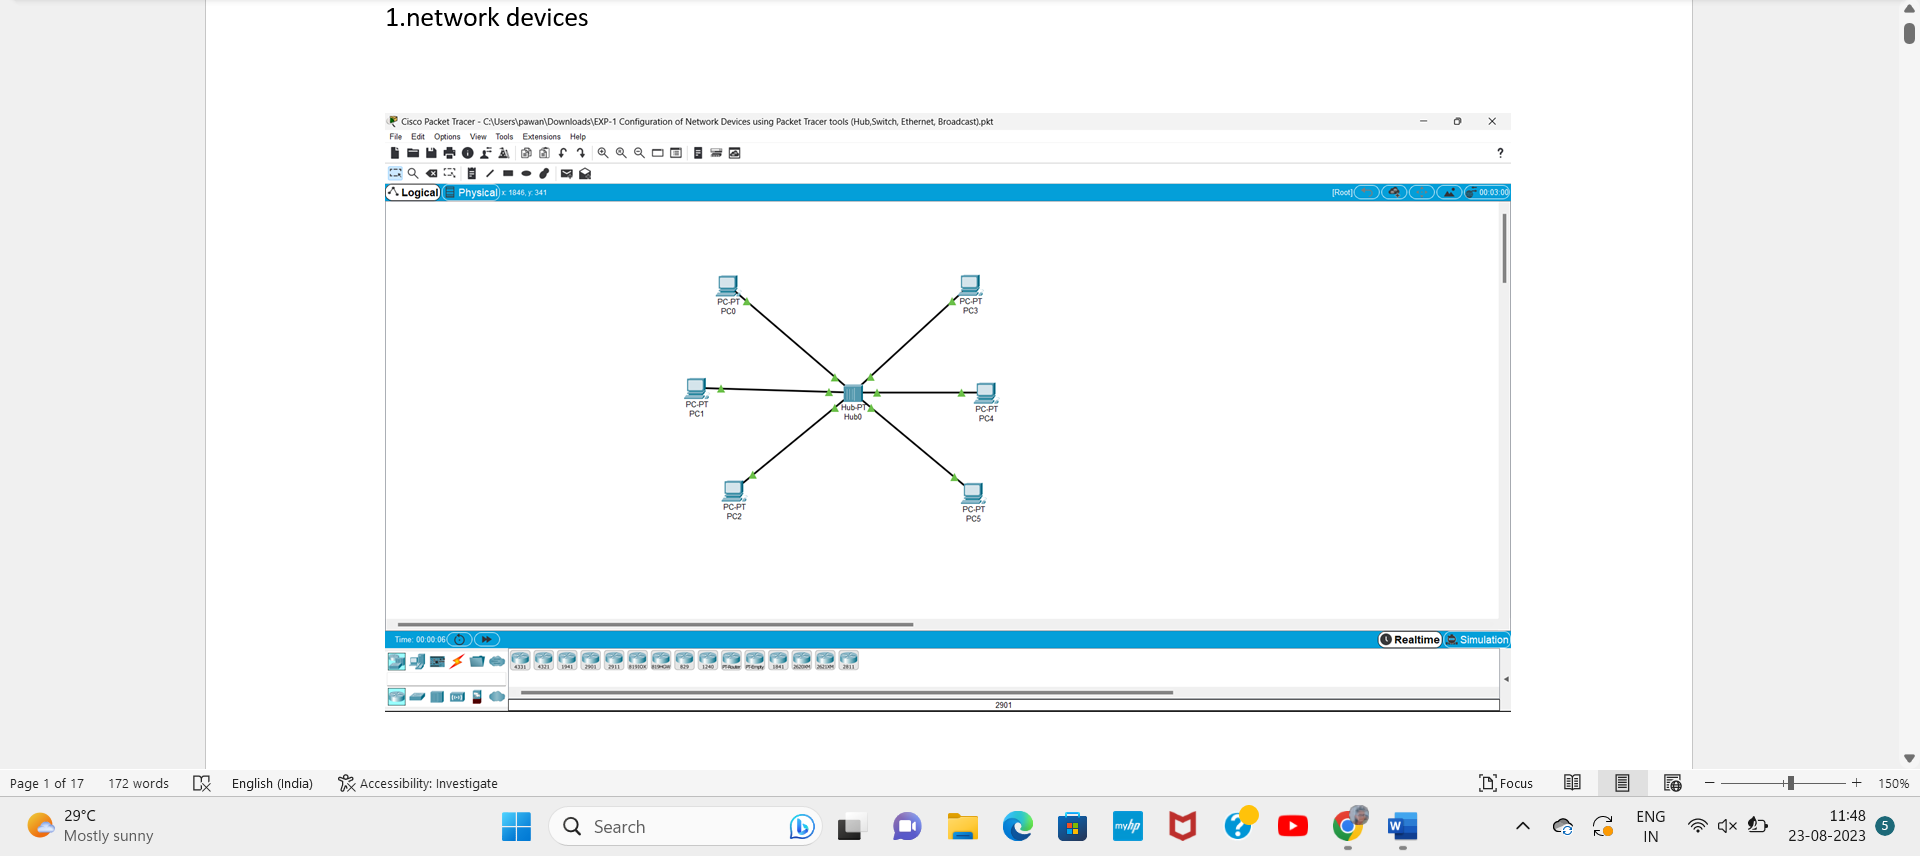 1.network devices
Cisco Packet Tracer - C:\Users\pawan\Downloads\EXP-1 Configuration of Network Devices using Packet Tracer tools (Hub,Switch, Ethernet, Broadcast).pkt
File Edit Options View Tools Extensions Help
?
Logical Physical x: 1846, y: 341 [Root] 00:03:00
PC-PT
PC0
PC-PT
PC3
PC-PT
PC1
Hub-PT
Hub0
PC-PT
PC4
PC-PT
PC2
PC-PT
PC5
Time: 00:00:06 Realtime Simulation
4331 4321 1941 2901 2911 819IOX 819HGW 829 1240 PT-Router PT-Empty 1841 2620XM 2621XM 2811
2901
Page 1 of 17 172 words English (India) Accessibility: Investigate Focus 150%
29°C
Mostly sunny
Search
myhp
ENG
IN
11:48
23-08-2023
5